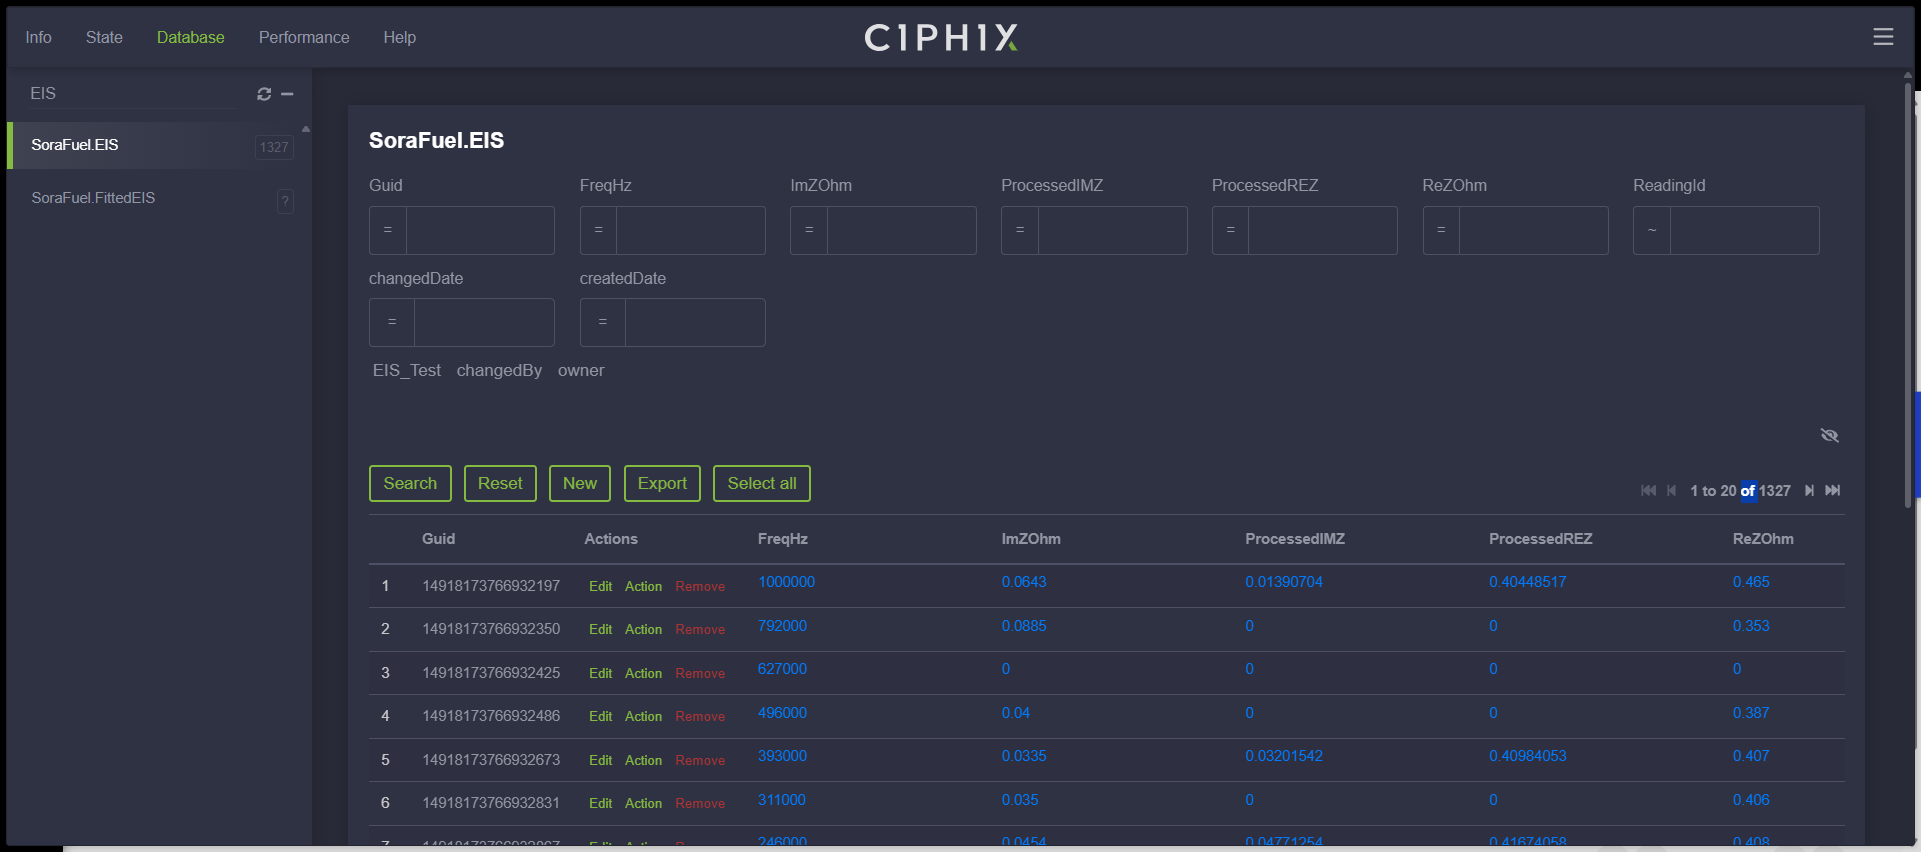 Info State Database Performance Help C1PH1X
EIS
SoraFuel.EIS 1327
SoraFuel.FittedEIS ?
SoraFuel.EIS
Guid FreqHz ImZOhm ProcessedIMZ ProcessedREZ ReZOhm ReadingId
= = = = = = ~
changedDate createdDate
= =
EIS_Test changedBy owner
Search Reset New Export Select all 1 to 20 of 1327
Guid Actions FreqHz ImZOhm ProcessedIMZ ProcessedREZ ReZOhm
1 14918173766932197 Edit Action Remove 1000000 0.0643 0.01390704 0.40448517 0.465
2 14918173766932350 Edit Action Remove 792000 0.0885 0 0 0.353
3 14918173766932425 Edit Action Remove 627000 0 0 0 0
4 14918173766932486 Edit Action Remove 496000 0.04 0 0 0.387
5 14918173766932673 Edit Action Remove 393000 0.0335 0.03201542 0.40984053 0.407
6 14918173766932831 Edit Action Remove 311000 0.035 0 0 0.406
7 14918173766932867 Edit Action Remove 246000 0.0454 0.04771254 0.41674058 0.408